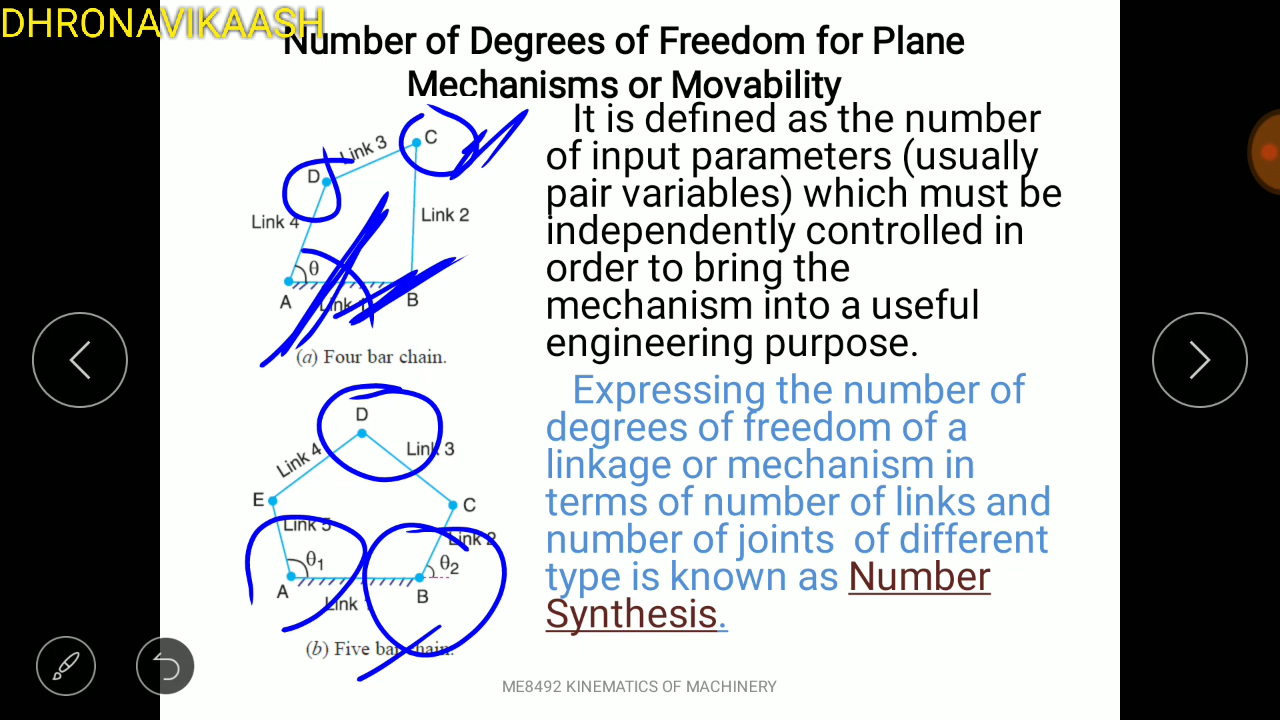 DHRONAVIKAASH
Number of Degrees of Freedom for Plane
Mechanisms or Movability
It is defined as the number
of input parameters (usually
pair variables) which must be
independently controlled in
order to bring the
mechanism into a useful
engineering purpose.
Expressing the number of
degrees of freedom of a
linkage or mechanism in
terms of number of links and
number of joints of different
type is known as Number
Synthesis.
C
Link 3
D
Link 4
Link 2
θ
A
Link 1
B
(a) Four bar chain.
D
Link 4
Link 3
E
C
Link 5
Link 2
θ1
θ2
A
Link 1
B
(b) Five bar chain.
ME8492 KINEMATICS OF MACHINERY